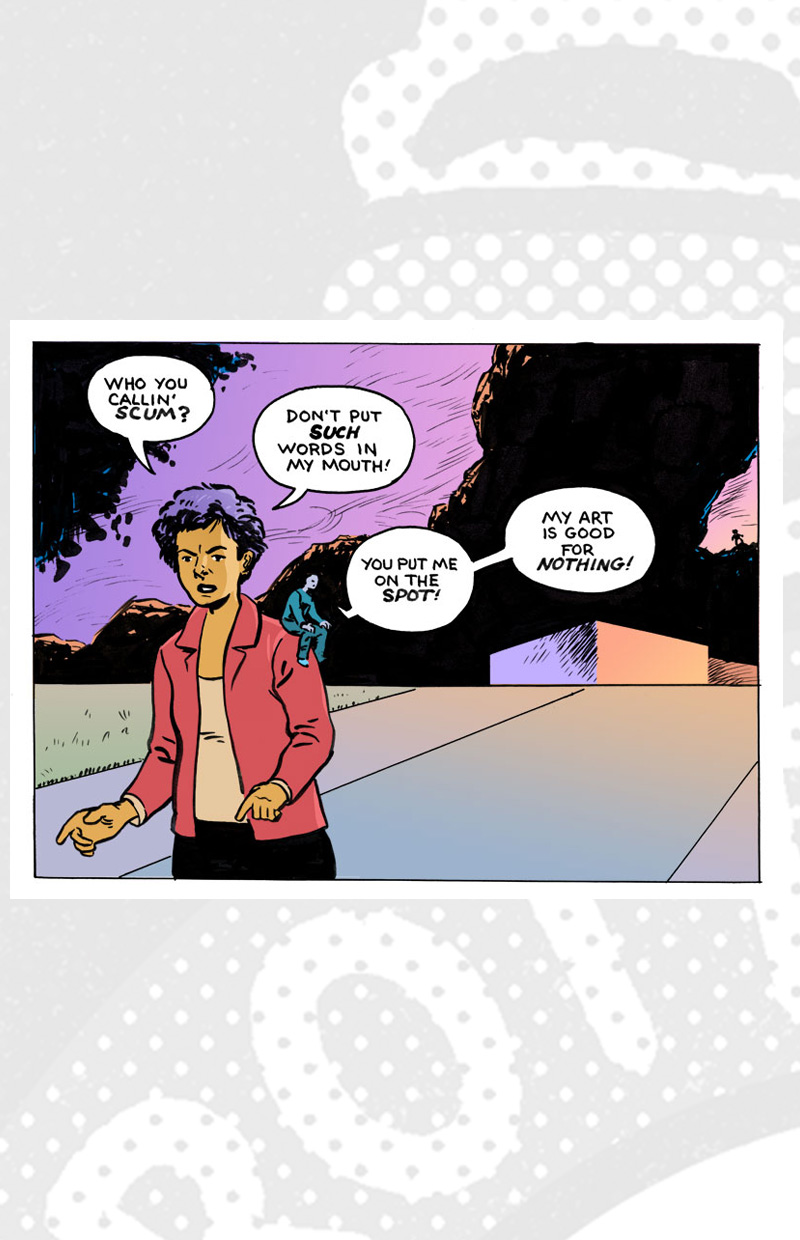 WHO YOU
CALLIN'
SCUM?
DON'T PUT
SUCH
WORDS IN
MY MOUTH!
YOU PUT ME
ON THE
SPOT!
MY ART
IS GOOD
FOR
NOTHING!